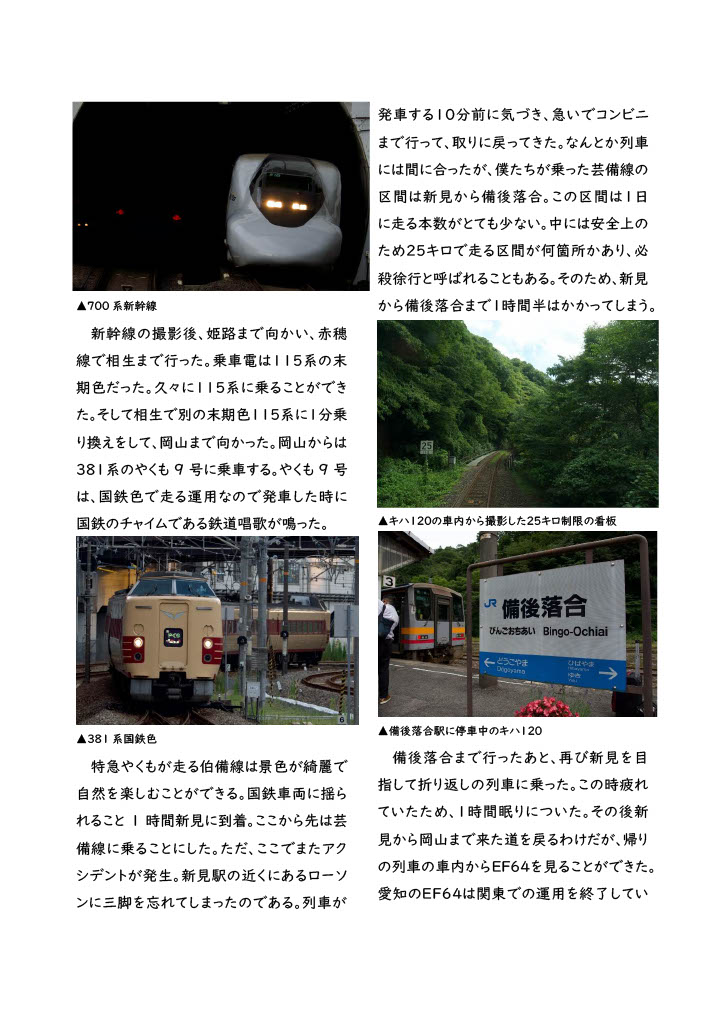 ▲700 系新幹線
　新幹線の撮影後、姫路まで向かい、赤穂
線で相生まで行った。乗車電は115系の末
期色だった。久々に115系に乗ることができ
た。そして相生で別の末期色115系に1分乗
り換えをして、岡山まで向かった。岡山からは
381系のやくも 9 号に乗車する。やくも 9 号
は、国鉄色で走る運用なので発車した時に
国鉄のチャイムである鉄道唱歌が鳴った。
6
▲381 系国鉄色
　特急やくもが走る伯備線は景色が綺麗で
自然を楽しむことができる。国鉄車両に揺ら
れること 1 時間新見に到着。ここから先は芸
備線に乗ることにした。ただ、ここでまたアク
シデントが発生。新見駅の近くにあるローソ
ンに三脚を忘れてしまったのである。列車が
発車する10分前に気づき、急いでコンビニ
まで行って、取りに戻ってきた。なんとか列車
には間に合ったが、僕たちが乗った芸備線の
区間は新見から備後落合。この区間は1日
に走る本数がとても少ない。中には安全上の
ため25キロで走る区間が何箇所かあり、必
殺徐行と呼ばれることもある。そのため、新見
から備後落合まで1時間半はかかってしまう。
25
▲キハ120の車内から撮影した25キロ制限の看板
3
JR 備後落合
びんごおちあい Bingo-Ochiai
どうごやま
Dogoyama
ひばやま
ゆき
▲備後落合駅に停車中のキハ120
　備後落合まで行ったあと、再び新見を目
指して折り返しの列車に乗った。この時疲れ
ていたため、1時間眠りについた。その後新
見から岡山まで来た道を戻るわけだが、帰り
の列車の車内からEF64を見ることができた。
愛知のEF64は関東での運用を終了してい